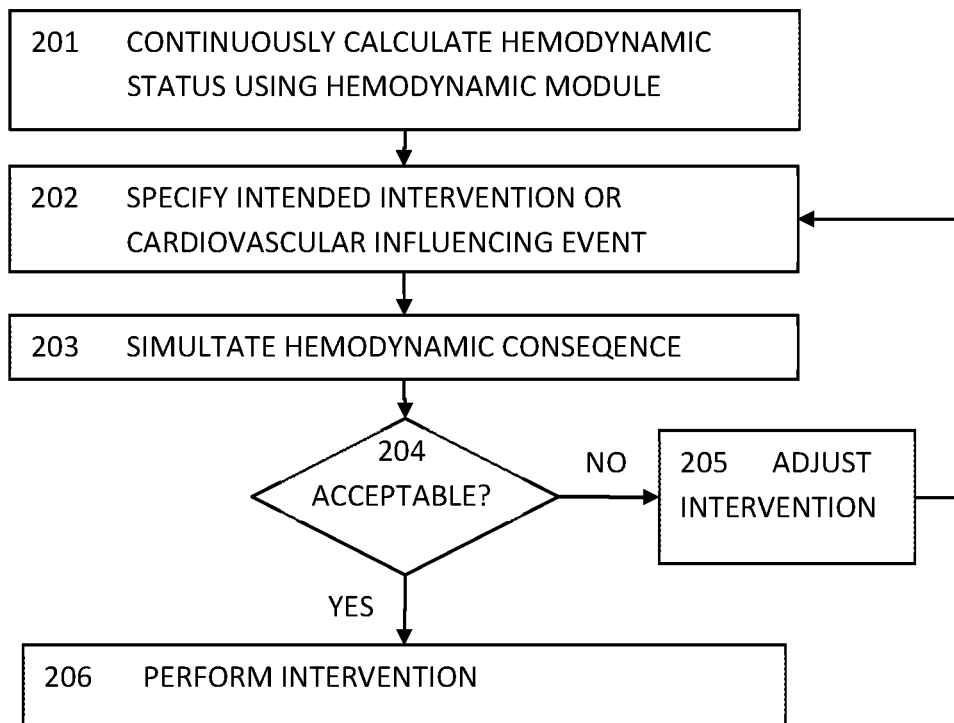 201 CONTINUOUSLY CALCULATE HEMODYNAMIC
STATUS USING HEMODYNAMIC MODULE
202 SPECIFY INTENDED INTERVENTION OR
CARDIOVASCULAR INFLUENCING EVENT
203 SIMULTATE HEMODYNAMIC CONSEQENCE
204
ACCEPTABLE?
NO
205 ADJUST
INTERVENTION
YES
206 PERFORM INTERVENTION